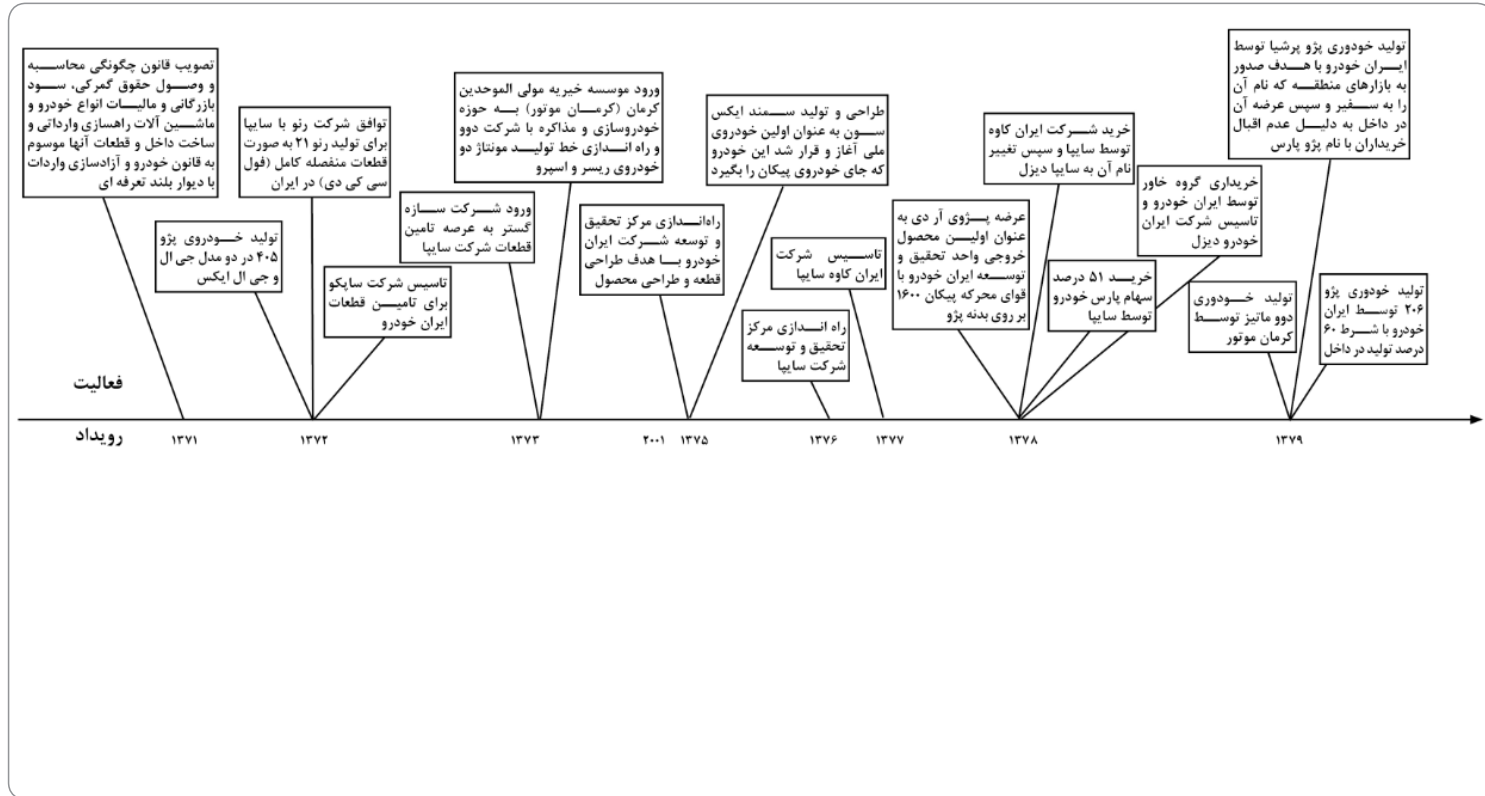 تصویب قانون چگونگی محاسبه
و وصول حقوق گمرکی، سود
بازرگانی و مالیات انواع خودرو و
ماشین آلات راهسازی وارداتی و
ساخت داخل و قطعات آنها موسوم
به قانون خودرو و آزادسازی واردات
با دیوار بلند تعرفه ای
تولید خودروی پژو
۴۰۵ در دو مدل جی ال
و جی ال ایکس
توافق شرکت رنو با سایپا
برای تولید رنو ۲۱ به صورت
قطعات منفصله کامل (فول
سی کی دی) در ایران
تاسیس شرکت ساپکو
برای تامین قطعات
ایران خودرو
ورود شرکت سازه
گستر به عرصه تامین
قطعات شرکت سایپا
ورود موسسه خیریه مولی الموحدین
کرمان (کرمان موتور) به حوزه
خودروسازی و مذاکره با شرکت دوو
و راه اندازی خط تولید مونتاژ دو
خودروی ریسر و اسپرو
راه‌اندازی مرکز تحقیق
و توسعه شرکت ایران
خودرو با هدف طراحی
قطعه و طراحی محصول
طراحی و تولید سمند ایکس
سون به عنوان اولین خودروی
ملی آغاز و قرار شد این خودرو
که جای خودروی پیکان را بگیرد
راه اندازی مرکز
تحقیق و توسعه
شرکت سایپا
تاسیس شرکت
ایران کاوه سایپا
عرضه پژوی آر دی به
عنوان اولین محصول
خروجی واحد تحقیق و
توسعه ایران خودرو با
قوای محرکه پیکان ۱۶۰۰
بر روی بدنه پژو
خرید شرکت ایران کاوه
توسط سایپا و سپس تغییر
نام آن به سایپا دیزل
خرید ۵۱ درصد
سهام پارس خودرو
توسط سایپا
خریداری گروه خاور
توسط ایران خودرو و
تاسیس شرکت ایران
خودرو دیزل
تولید خودوری
دوو ماتیز توسط
کرمان موتور
تولید خودوری پژو پرشیا توسط
ایران خودرو با هدف صدور
به بازارهای منطقه که نام آن
را به سفیر و سپس عرضه آن
در داخل به دلیل عدم اقبال
خریداران با نام پژو پارس
تولید خودوری پژو
۲۰۶ توسط ایران
خودرو با شرط ۶۰
درصد تولید در داخل
فعالیت
رویداد
۱۳۷۱
۱۳۷۲
۱۳۷۳
۲۰۰۱
۱۳۷۵
۱۳۷۶
۱۳۷۷
۱۳۷۸
۱۳۷۹